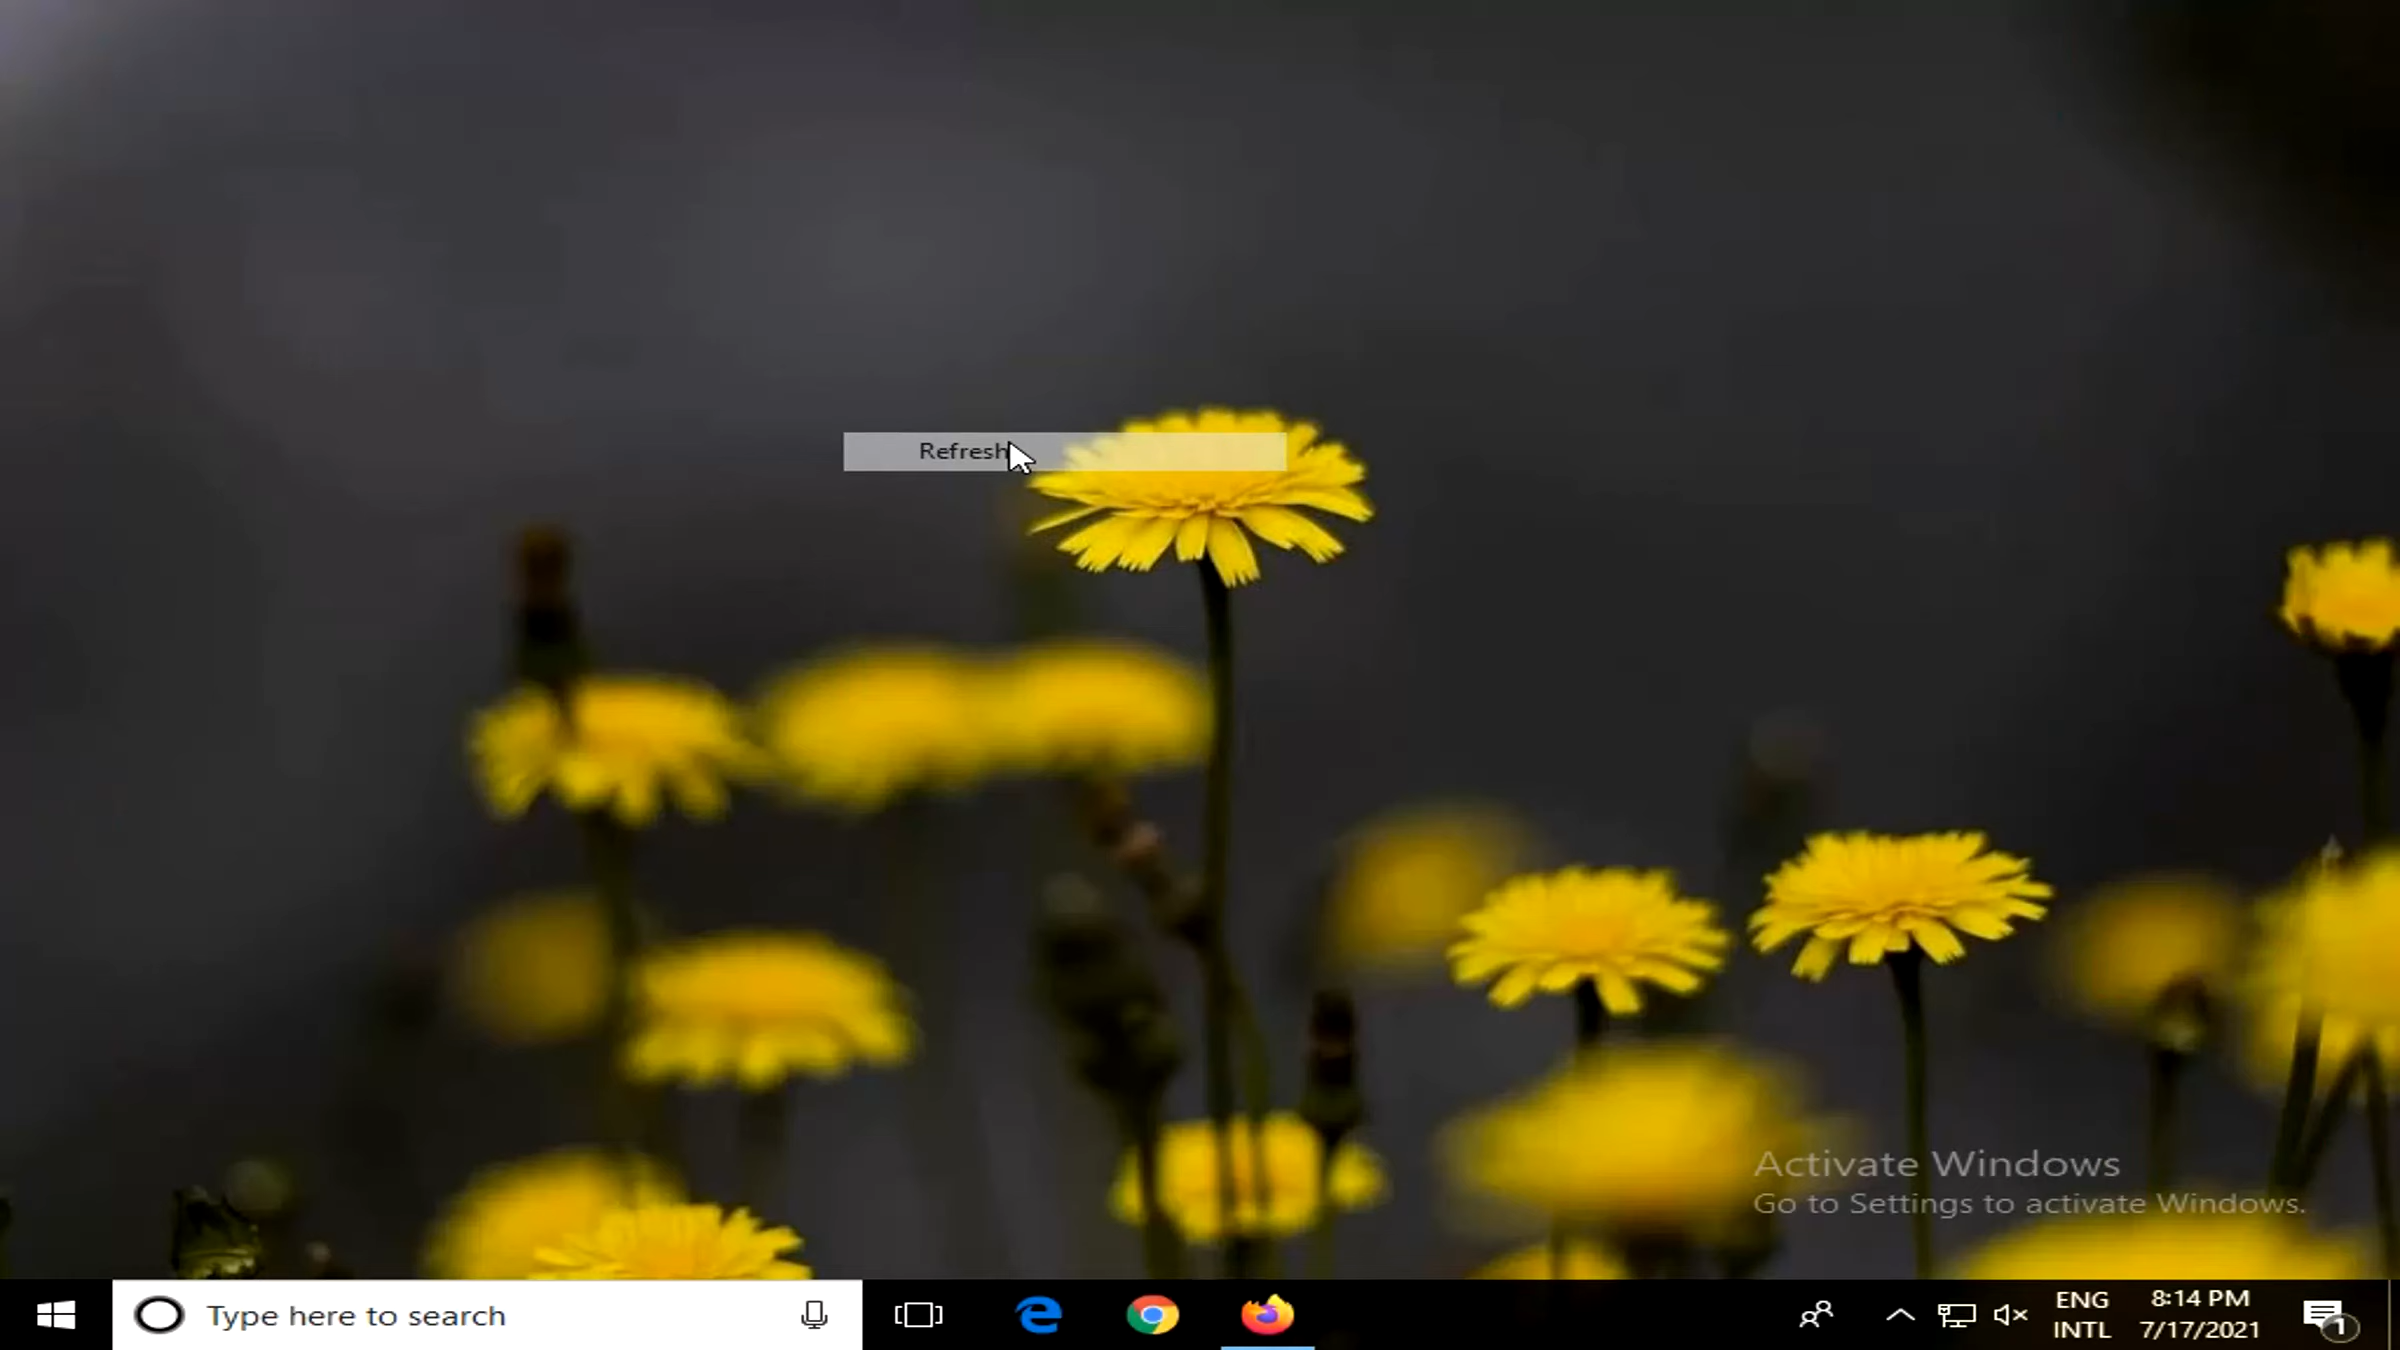 Refresh
Activate Windows
Go to Settings to activate Windows.
Type here to search
ENG
INTL
8:14 PM
7/17/2021
1